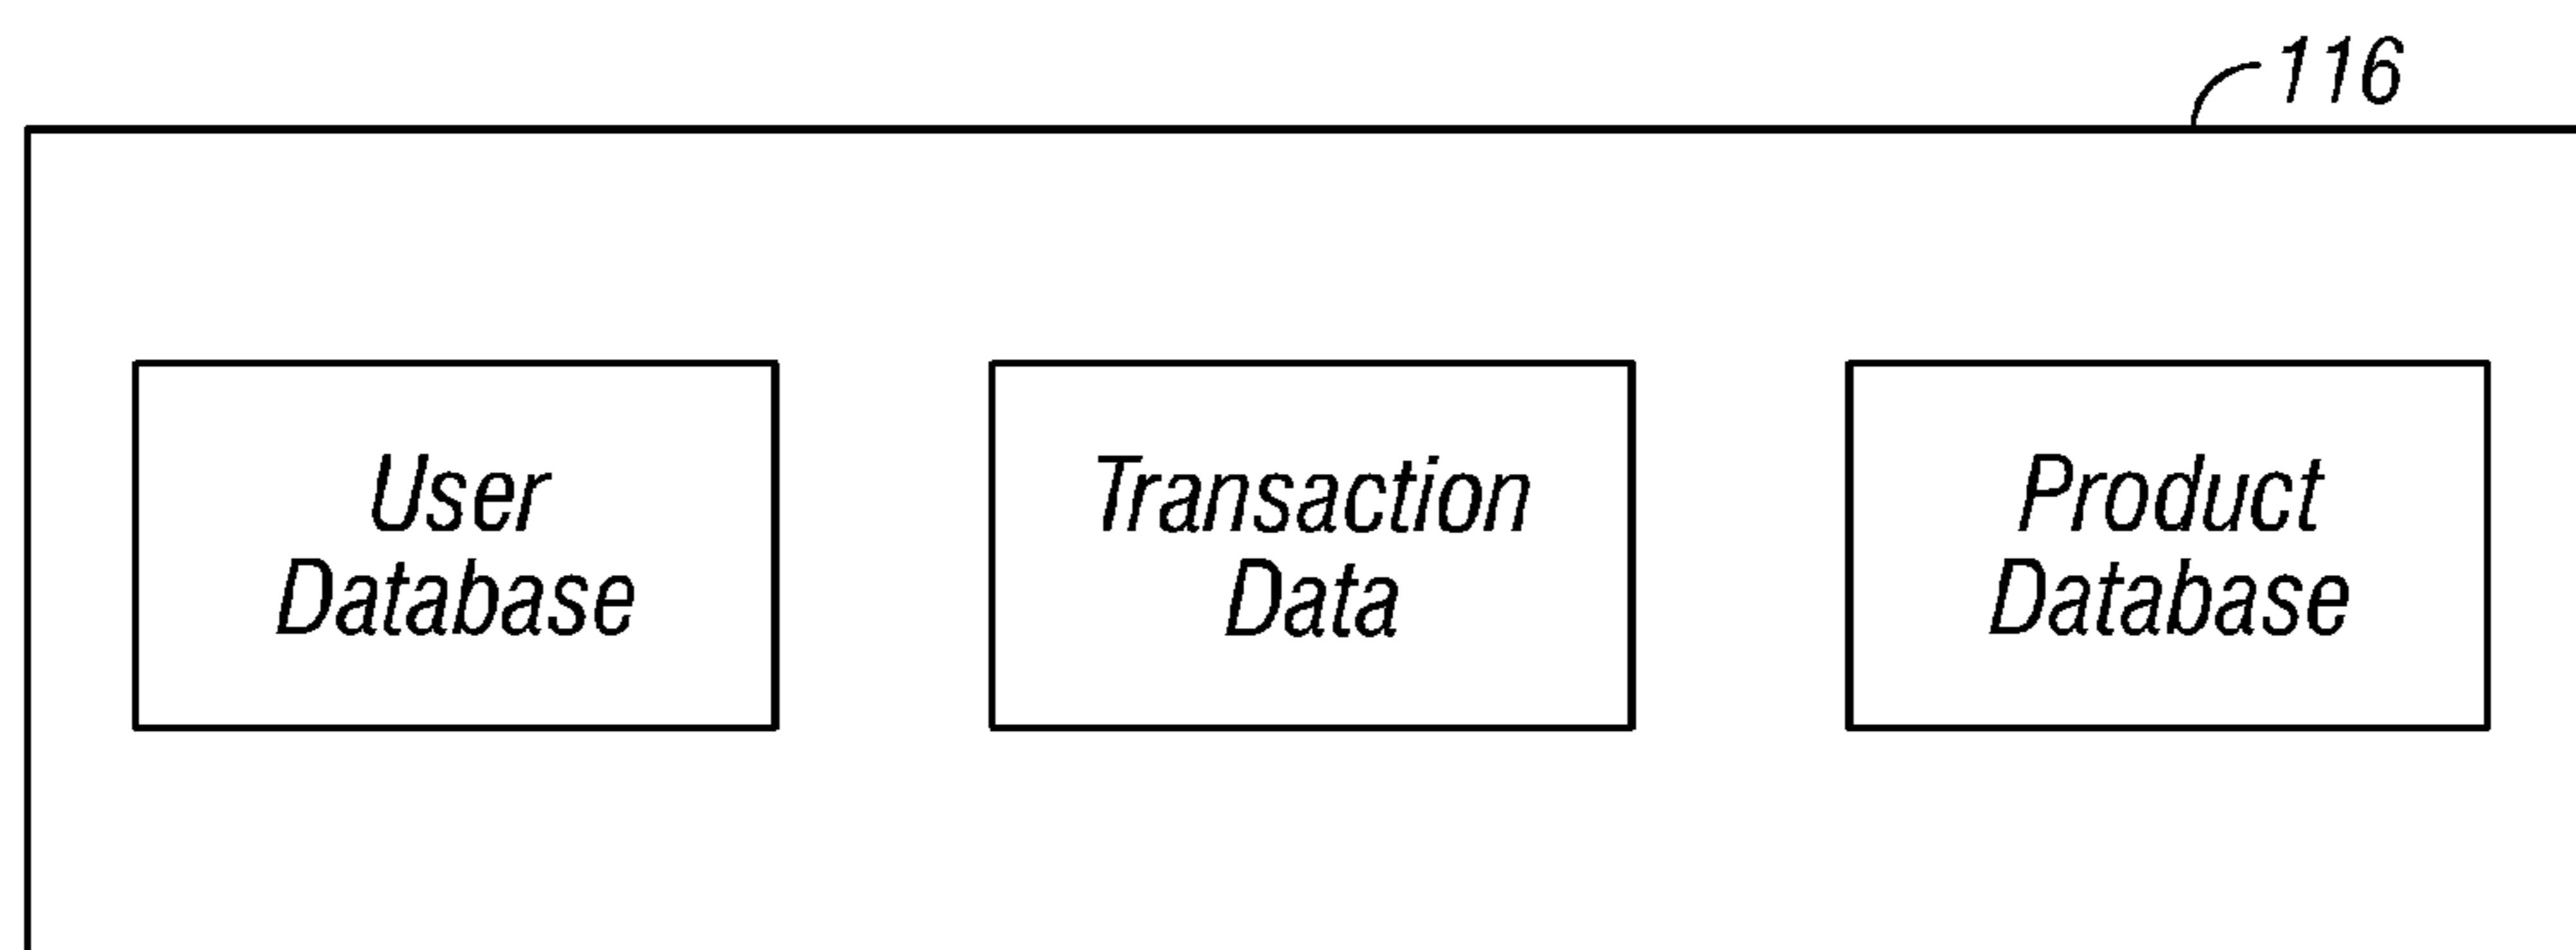 116
User
Database
Transaction
Data
Product
Database